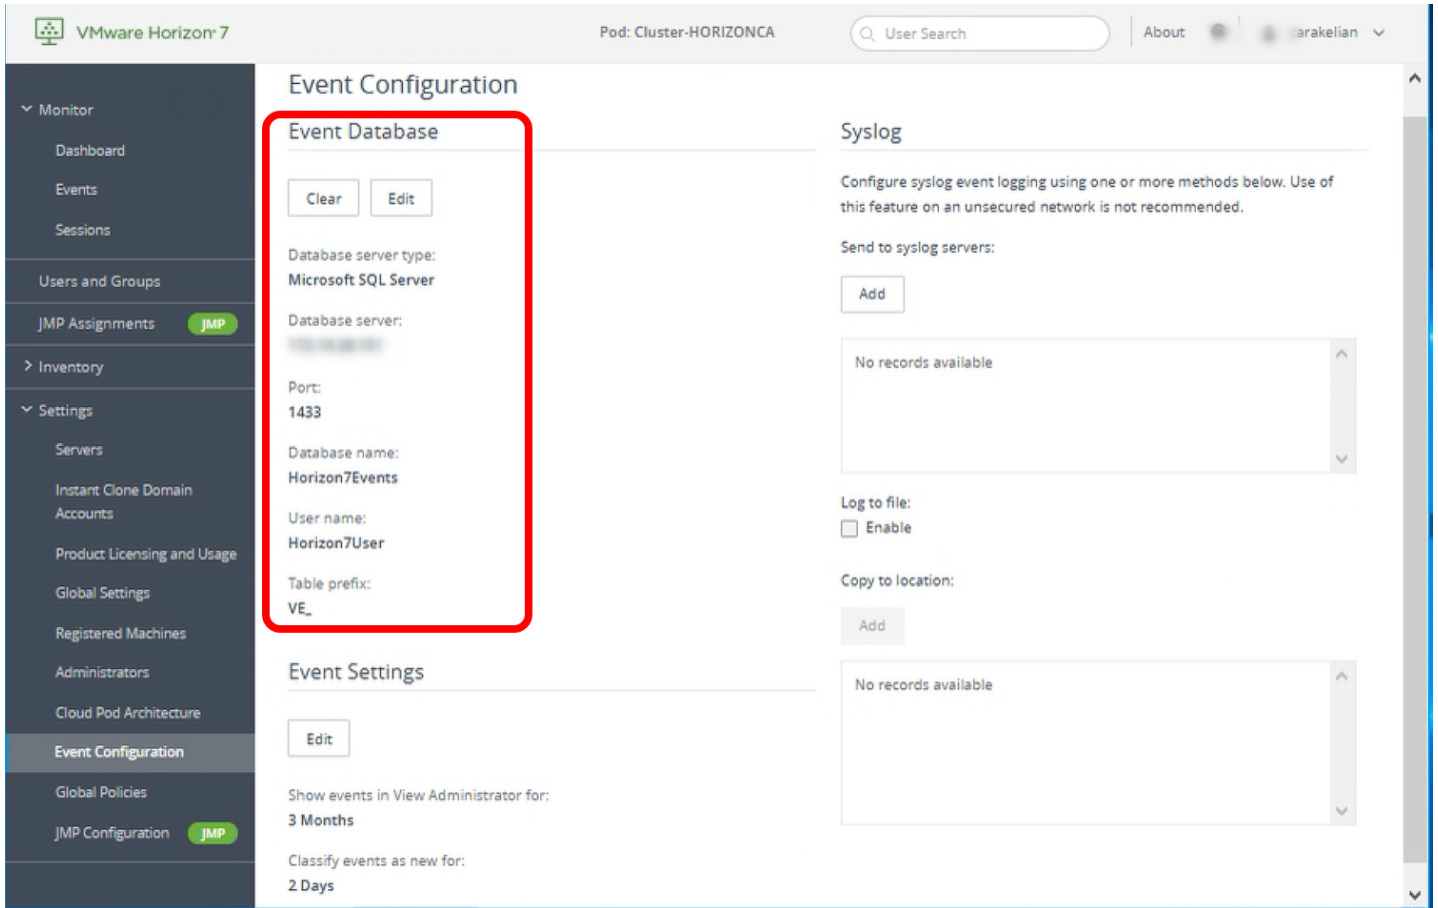 VMware Horizon® 7
Pod: Cluster-HORIZONCA
User Search
About
arakelian
Monitor
Dashboard
Events
Sessions
Users and Groups
JMP Assignments JMP
Inventory
Settings
Servers
Instant Clone Domain
Accounts
Product Licensing and Usage
Global Settings
Registered Machines
Administrators
Cloud Pod Architecture
Event Configuration
Global Policies
JMP Configuration JMP
Event Configuration
Event Database
Clear Edit
Database server type:
Microsoft SQL Server
Database server:
Port:
1433
Database name:
Horizon7Events
User name:
Horizon7User
Table prefix:
VE_
Event Settings
Edit
Show events in View Administrator for:
3 Months
Classify events as new for:
2 Days
Syslog
Configure syslog event logging using one or more methods below. Use of
this feature on an unsecured network is not recommended.
Send to syslog servers:
Add
No records available
Log to file:
Enable
Copy to location:
Add
No records available